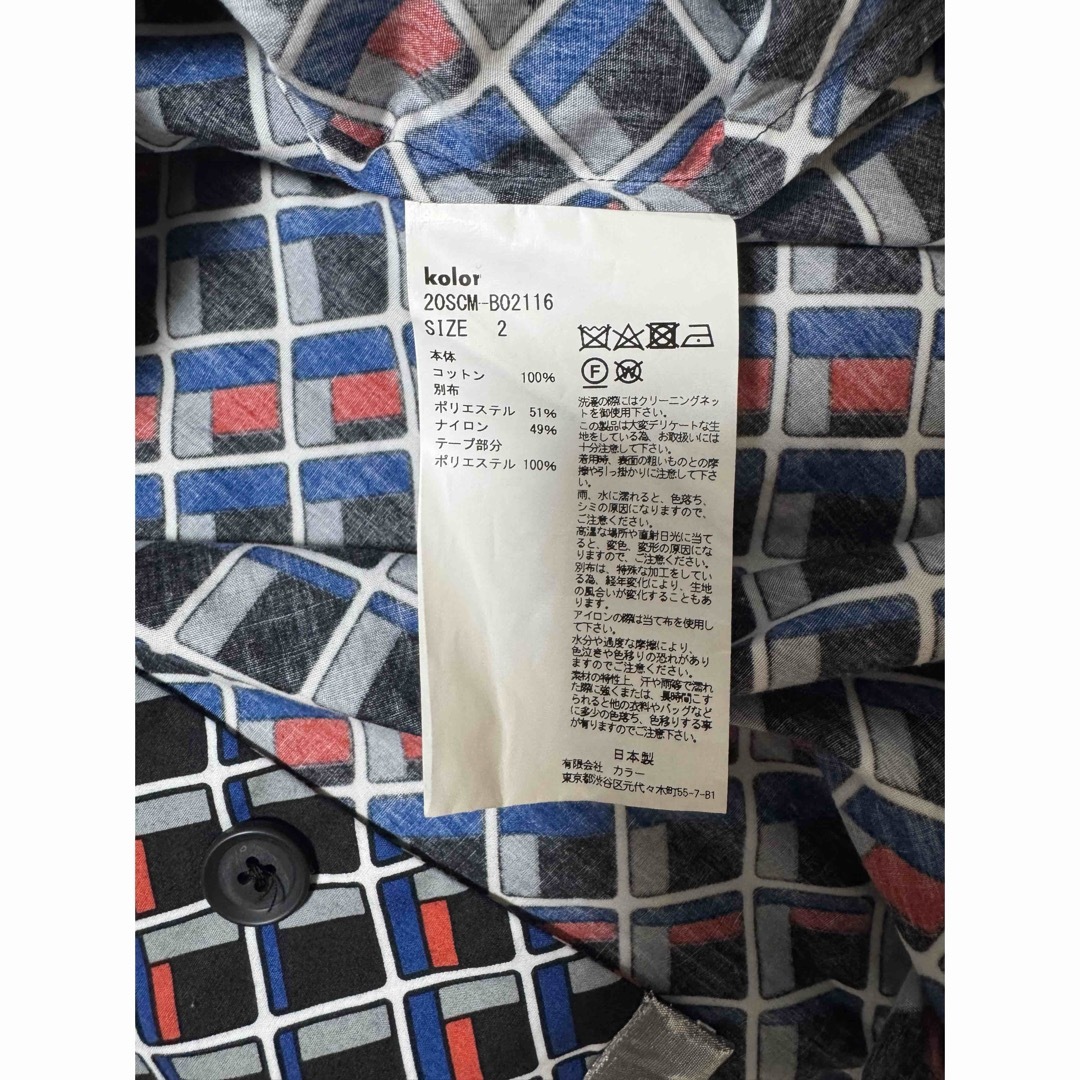 kolor
20SCM-B02116
SIZE 2
本体
コットン 100%
別布
ポリエステル 51%
ナイロン 49%
テープ部分
ポリエステル 100%
F
W
洗濯の際にはクリーニングネッ
トを御使用下さい。
この製品は大変デリケートな生
地をしている為、お取扱いには
十分注意して下さい。
着用時、表面の粗いものとの摩
擦や引っ掛かりに注意して下さ
い。
雨、水に濡れると、色落ち、
シミの原因になりますので、
ご注意ください。
高温な場所や直射日光に当て
ると、変色、変形の原因にな
りますので、ご注意ください。
別布は、特殊な加工をしてい
る為、経年変化により、生地
の風合いが変化することもあ
ります。
アイロンの際は当て布を使用し
て下さい。
水分や過度な摩擦により、
色泣きや色移りの恐れがあり
ますのでご注意ください。
素材の特性上、汗や雨等で濡れ
た際に強くまたは、長時間こす
られると他の衣料やバッグなど
に多少の色落ち、色移りする事
が有りますのでご注意下さい。
日本製
有限会社 カラー
東京都渋谷区元代々木町55-7-B1